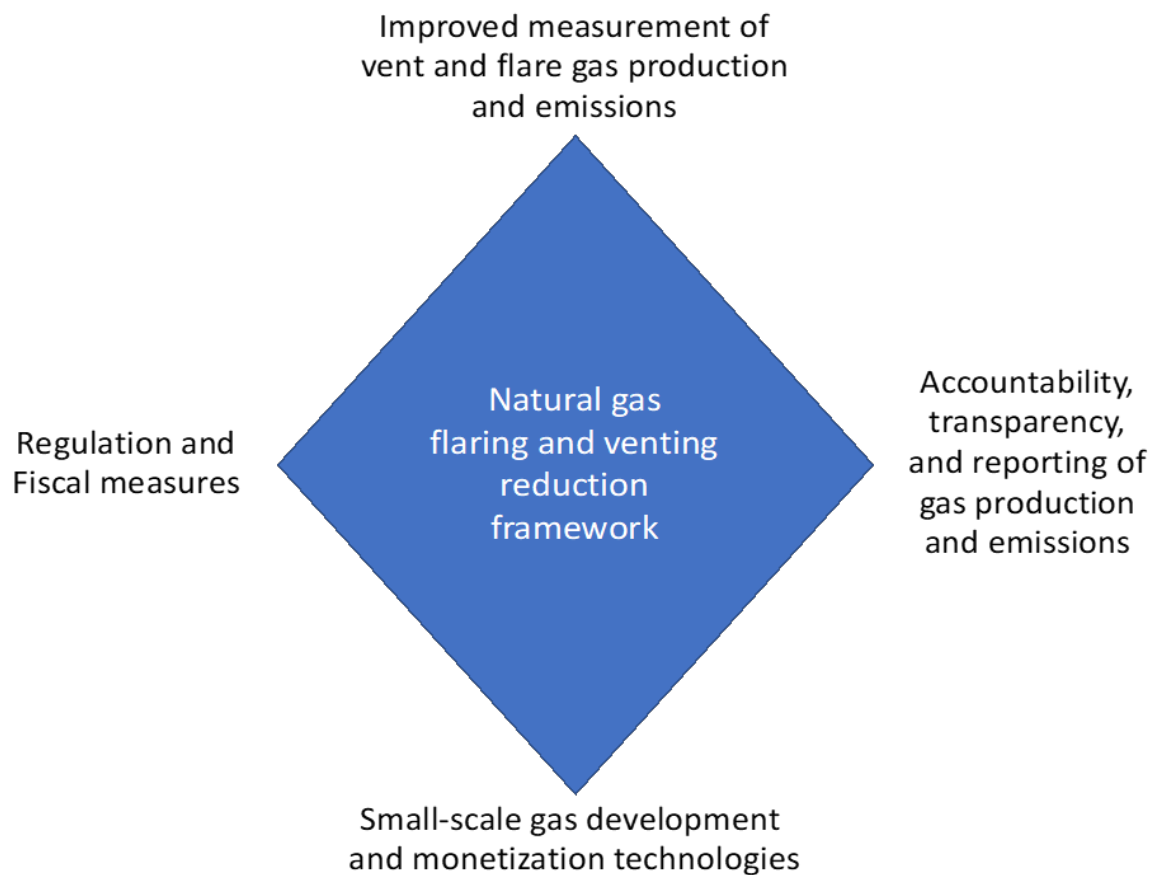 Improved measurement of
vent and flare gas production
and emissions
Regulation and
Fiscal measures
Natural gas
flaring and venting
reduction
framework
Accountability,
transparency,
and reporting of
gas production
and emissions
Small-scale gas development
and monetization technologies